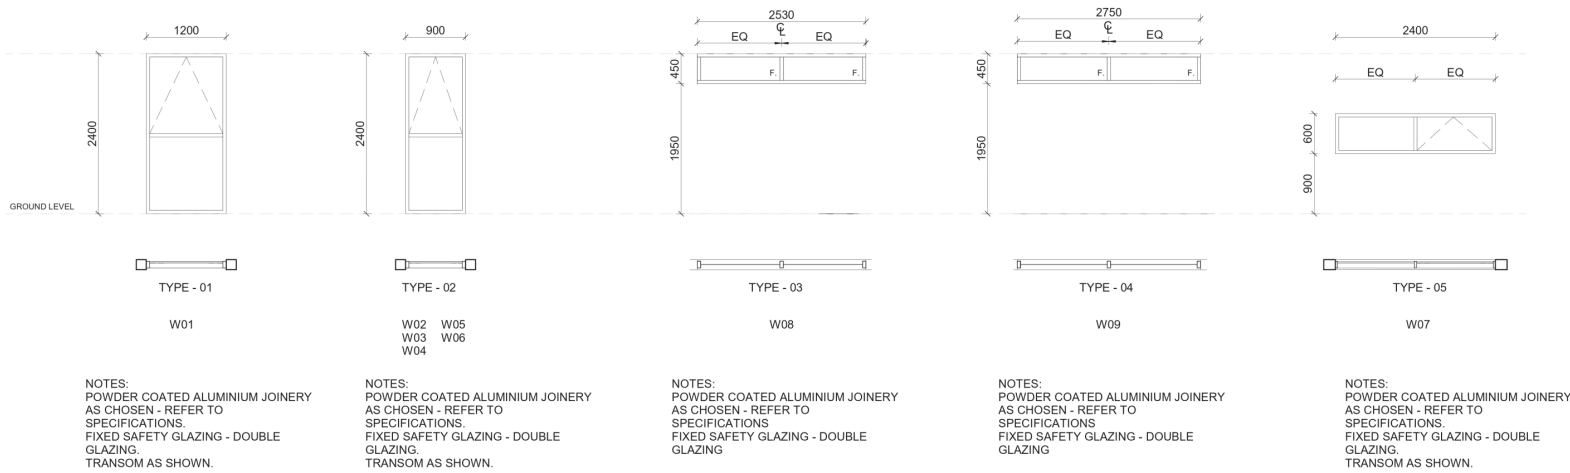 1200
2400
GROUND LEVEL
TYPE - 01
W01
NOTES:
POWDER COATED ALUMINIUM JOINERY
AS CHOSEN - REFER TO
SPECIFICATIONS.
FIXED SAFETY GLAZING - DOUBLE
GLAZING.
TRANSOM AS SHOWN.
900
2400
TYPE - 02
W02 W05
W03 W06
W04
NOTES:
POWDER COATED ALUMINIUM JOINERY
AS CHOSEN - REFER TO
SPECIFICATIONS.
FIXED SAFETY GLAZING - DOUBLE
GLAZING.
TRANSOM AS SHOWN.
2530
℄
EQ EQ
450
F. F.
1950
TYPE - 03
W08
NOTES:
POWDER COATED ALUMINIUM JOINERY
AS CHOSEN - REFER TO
SPECIFICATIONS
FIXED SAFETY GLAZING - DOUBLE
GLAZING
2750
℄
EQ EQ
450
F. F.
1950
TYPE - 04
W09
NOTES:
POWDER COATED ALUMINIUM JOINERY
AS CHOSEN - REFER TO
SPECIFICATIONS
FIXED SAFETY GLAZING - DOUBLE
GLAZING
2400
EQ EQ
600
900
TYPE - 05
W07
NOTES:
POWDER COATED ALUMINIUM JOINERY
AS CHOSEN - REFER TO
SPECIFICATIONS.
FIXED SAFETY GLAZING - DOUBLE
GLAZING.
TRANSOM AS SHOWN.